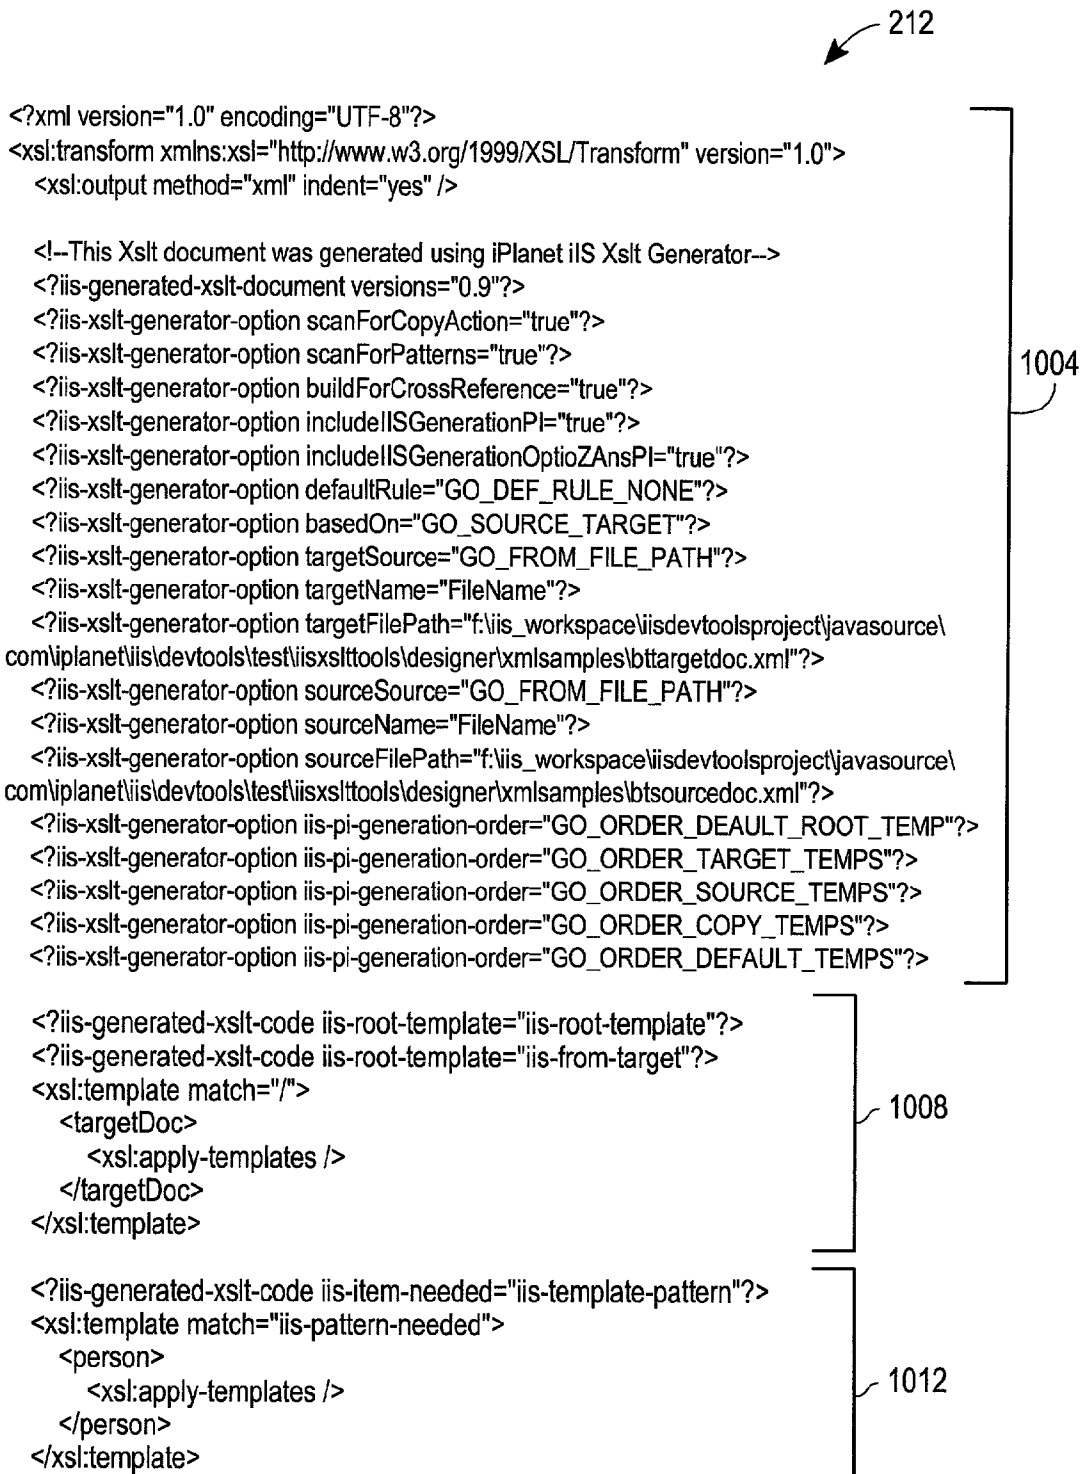 212
<?xml version="1.0" encoding="UTF-8"?>
<xsl:transform xmlns:xsl="http://www.w3.org/1999/XSL/Transform" version="1.0">
<xsl:output method="xml" indent="yes" />
<!--This Xslt document was generated using iPlanet iIS Xslt Generator-->
<?iis-generated-xslt-document versions="0.9"?>
<?iis-xslt-generator-option scanForCopyAction="true"?>
<?iis-xslt-generator-option scanForPatterns="true"?>
<?iis-xslt-generator-option buildForCrossReference="true"?>
<?iis-xslt-generator-option includeIISGenerationPI="true"?>
<?iis-xslt-generator-option includeIISGenerationOptioZAnsPI="true"?>
<?iis-xslt-generator-option defaultRule="GO_DEF_RULE_NONE"?>
<?iis-xslt-generator-option basedOn="GO_SOURCE_TARGET"?>
<?iis-xslt-generator-option targetSource="GO_FROM_FILE_PATH"?>
<?iis-xslt-generator-option targetName="FileName"?>
<?iis-xslt-generator-option targetFilePath="f:\iis_workspace\iisdevtoolsproject\javasource\
com\iplanet\iis\devtools\test\iisxslttools\designer\xmlsamples\bttargetdoc.xml"?>
<?iis-xslt-generator-option sourceSource="GO_FROM_FILE_PATH"?>
<?iis-xslt-generator-option sourceName="FileName"?>
<?iis-xslt-generator-option sourceFilePath="f:\iis_workspace\iisdevtoolsproject\javasource\
com\iplanet\iis\devtools\test\iisxslttools\designer\xmlsamples\btsourcedoc.xml"?>
<?iis-xslt-generator-option iis-pi-generation-order="GO_ORDER_DEAULT_ROOT_TEMP"?>
<?iis-xslt-generator-option iis-pi-generation-order="GO_ORDER_TARGET_TEMPS"?>
<?iis-xslt-generator-option iis-pi-generation-order="GO_ORDER_SOURCE_TEMPS"?>
<?iis-xslt-generator-option iis-pi-generation-order="GO_ORDER_COPY_TEMPS"?>
<?iis-xslt-generator-option iis-pi-generation-order="GO_ORDER_DEFAULT_TEMPS"?>
1004
<?iis-generated-xslt-code iis-root-template="iis-root-template"?>
<?iis-generated-xslt-code iis-root-template="iis-from-target"?>
<xsl:template match="/">
<targetDoc>
<xsl:apply-templates />
</targetDoc>
</xsl:template>
1008
<?iis-generated-xslt-code iis-item-needed="iis-template-pattern"?>
<xsl:template match="iis-pattern-needed">
<person>
<xsl:apply-templates />
</person>
</xsl:template>
1012